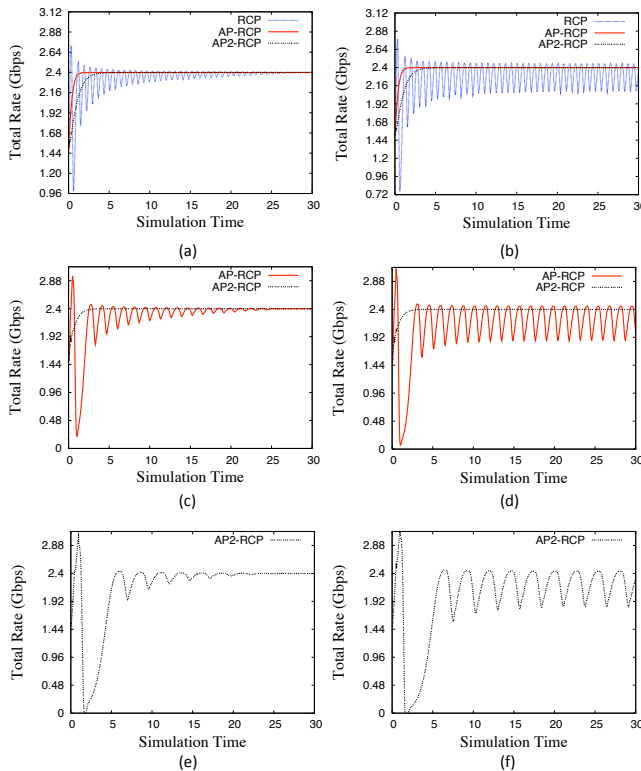 3.12
2.88
2.64
2.4
2.16
1.92
1.68
1.44
1.2
0.96
Total Rate (Gbps)
RCP
AP-RCP
AP2-RCP
0 5 10 15 20 25 30
Simulation Time
(a)
3.12
2.88
2.64
2.4
2.16
1.92
1.68
1.44
1.2
0.96
0.72
Total Rate (Gbps)
RCP
AP-RCP
AP2-RCP
0 5 10 15 20 25 30
Simulation Time
(b)
2.88
2.4
1.92
1.44
0.96
0.48
0
Total Rate (Gbps)
AP-RCP
AP2-RCP
0 5 10 15 20 25 30
Simulation Time
(c)
2.88
2.4
1.92
1.44
0.96
0.48
0
Total Rate (Gbps)
AP-RCP
AP2-RCP
0 5 10 15 20 25 30
Simulation Time
(d)
2.88
2.4
1.92
1.44
0.96
0.48
0
Total Rate (Gbps)
AP2-RCP
0 5 10 15 20 25 30
Simulation Time
(e)
2.88
2.4
1.92
1.44
0.96
0.48
0
Total Rate (Gbps)
AP2-RCP
0 5 10 15 20 25 30
Simulation Time
(f)